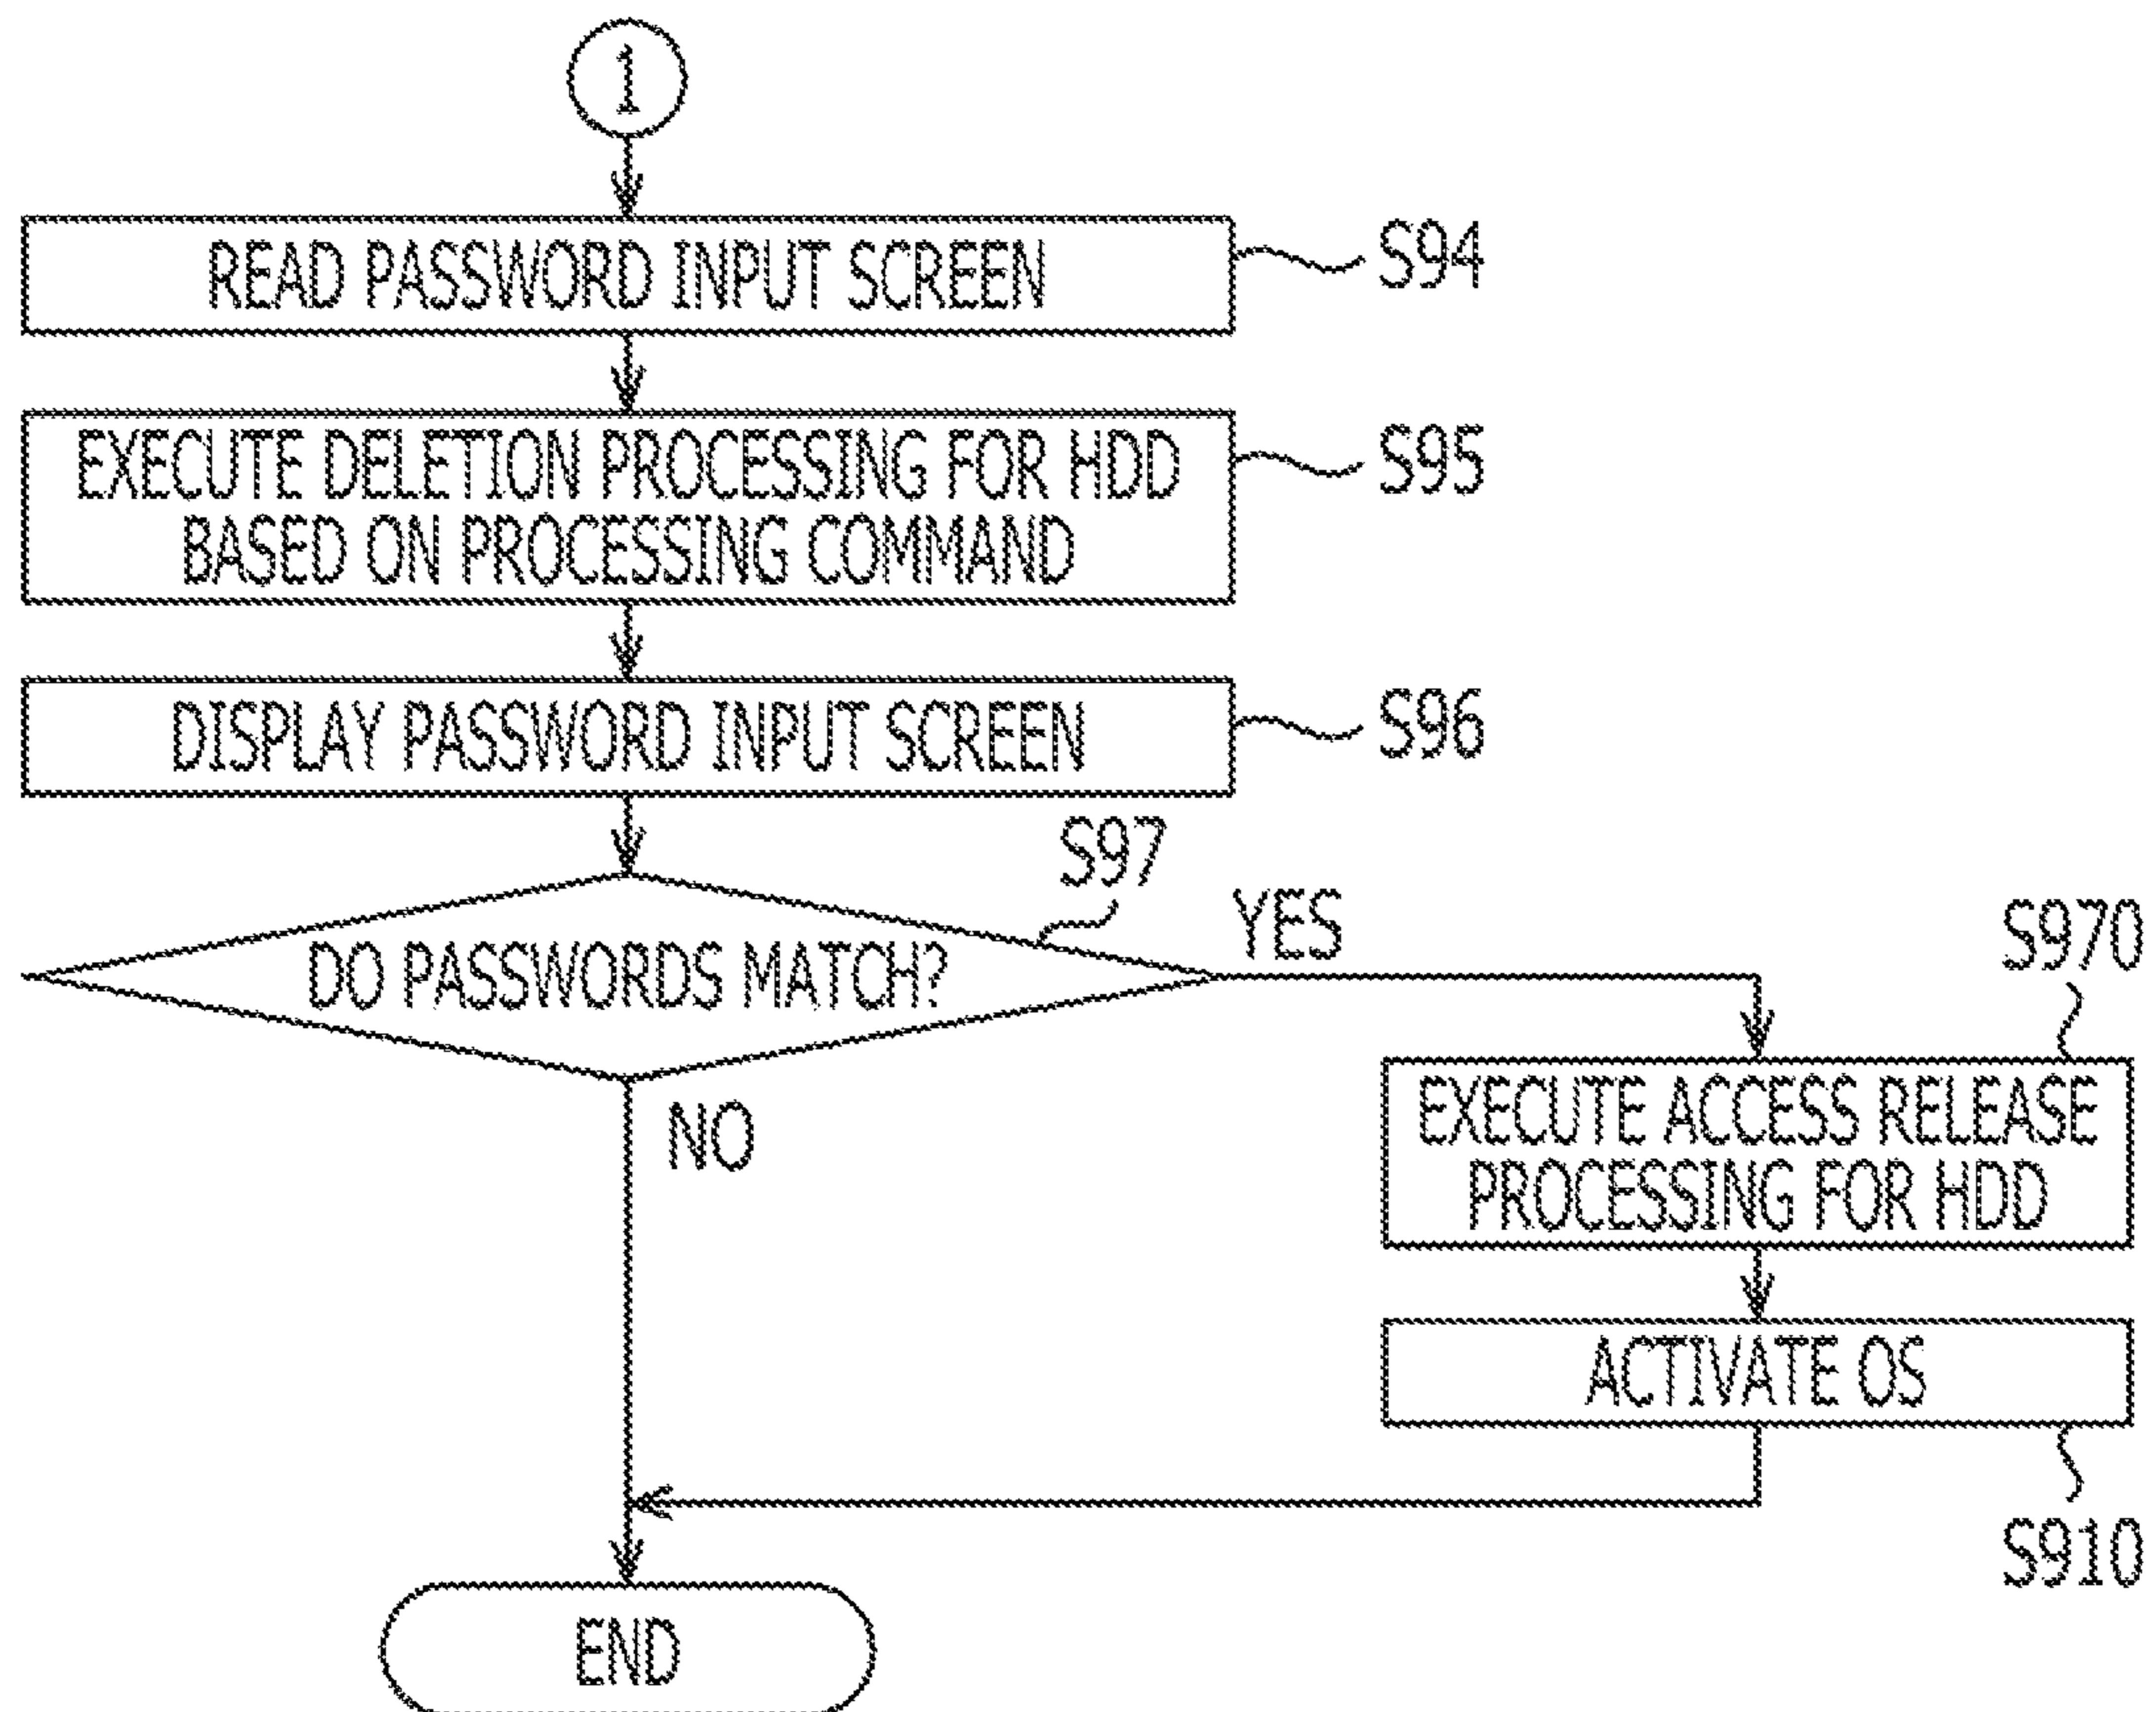 1
READ PASSWORD INPUT SCREEN
S94
EXECUTE DELETION PROCESSING FOR HDD
BASED ON PROCESSING COMMAND
S95
DISPLAY PASSWORD INPUT SCREEN
S96
S97
DO PASSWORDS MATCH?
YES
NO
S970
EXECUTE ACCESS RELEASE
PROCESSING FOR HDD
ACTIVATE OS
S910
END